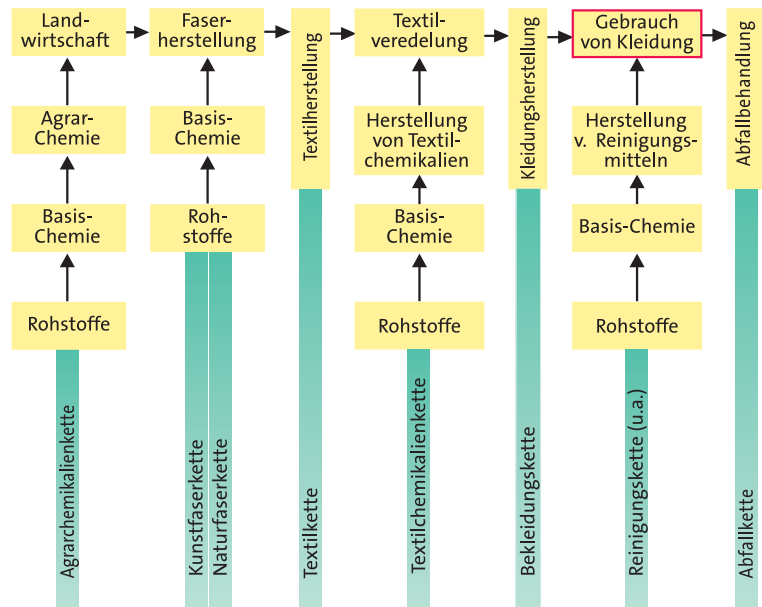 Land-
wirtschaft
Faser-
herstellung
Textilherstellung
Textil-
veredelung
Kleidungsherstellung
Gebrauch
von Kleidung
Abfallbehandlung
Agrar-
Chemie
Basis-
Chemie
Herstellung
von Textil-
chemikalien
Herstellung
v. Reinigungs-
mitteln
Basis-
Chemie
Roh-
stoffe
Basis-
Chemie
Basis-Chemie
Rohstoffe
Rohstoffe
Rohstoffe
Agrarchemikalienkette
Kunstfaserkette
Naturfaserkette
Textilkette
Textilchemikalienkette
Bekleidungskette
Reinigungskette (u.a.)
Abfallkette